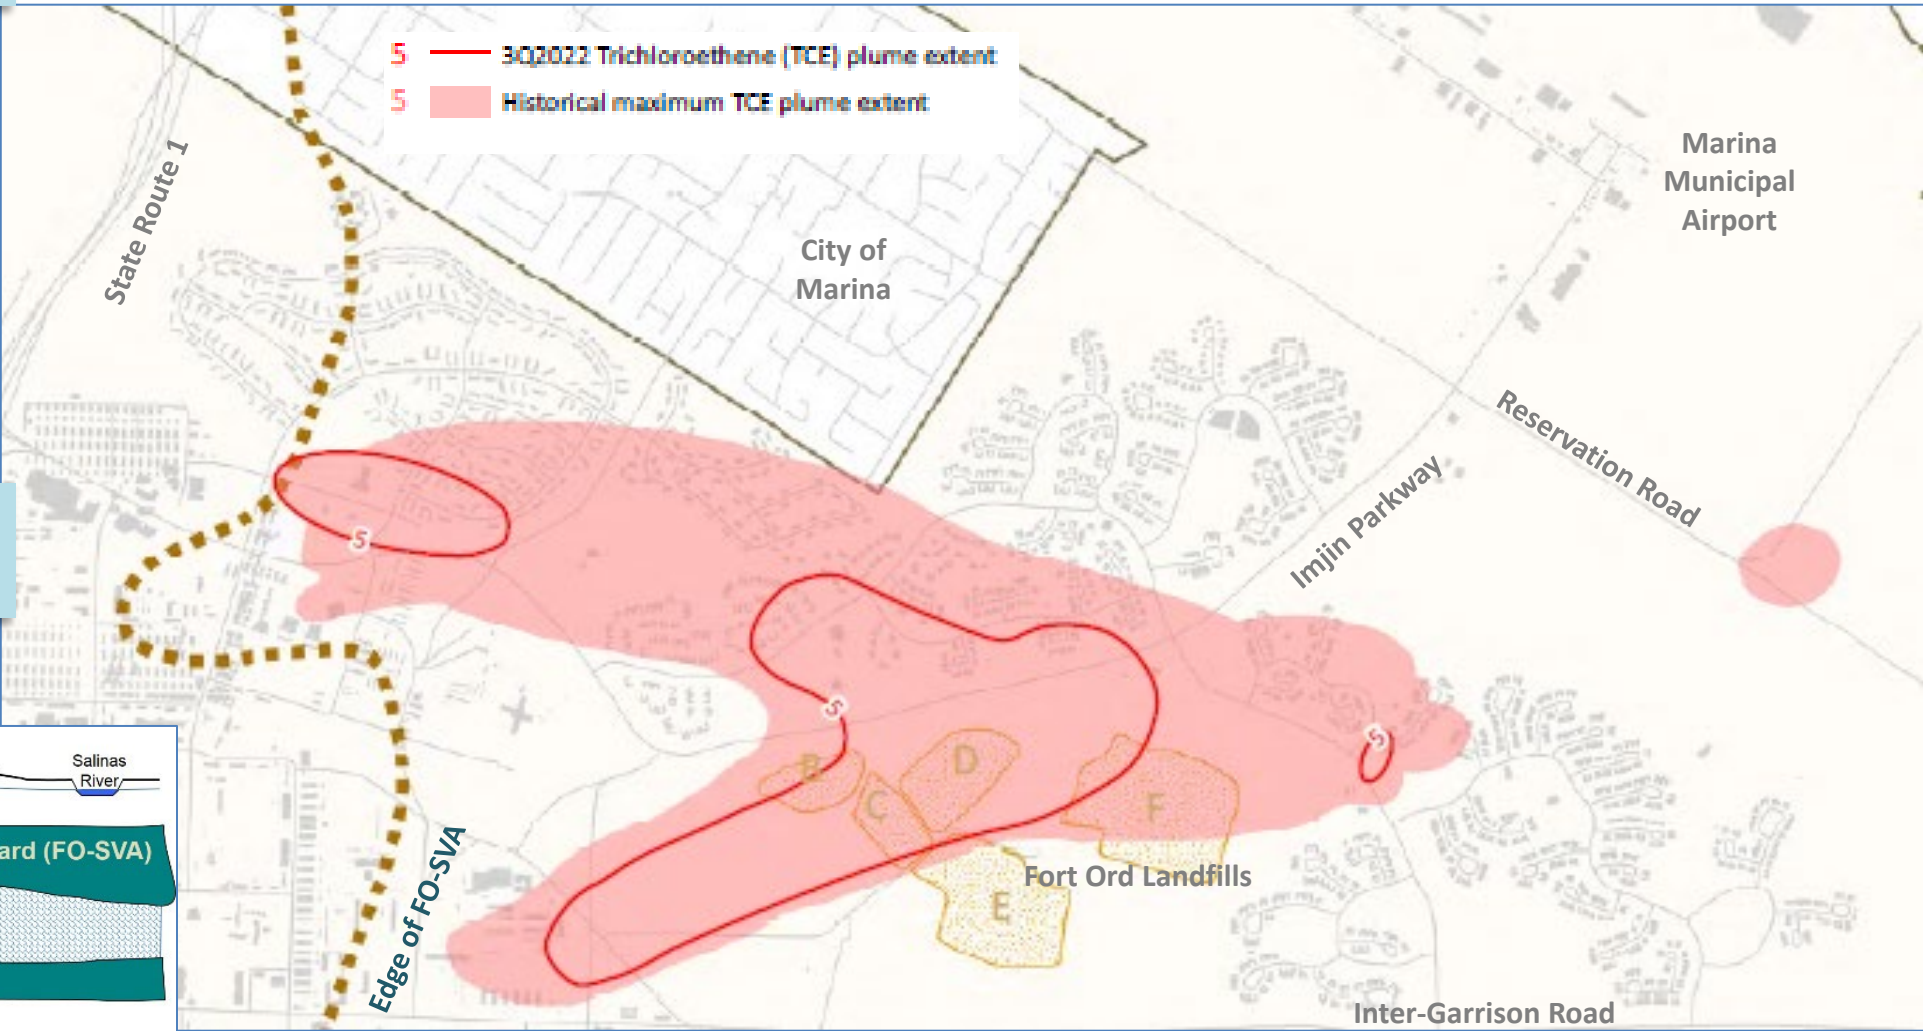 5 3Q2022 Trichloroethene (TCE) plume extent
5 Historical maximum TCE plume extent
State Route 1
City of
Marina
Marina
Municipal
Airport
Reservation Road
Imjin Parkway
5
5
5
B
C
D
E
F
Fort Ord Landfills
Edge of FO-SVA
Inter-Garrison Road
Salinas
River
ard (FO-SVA)